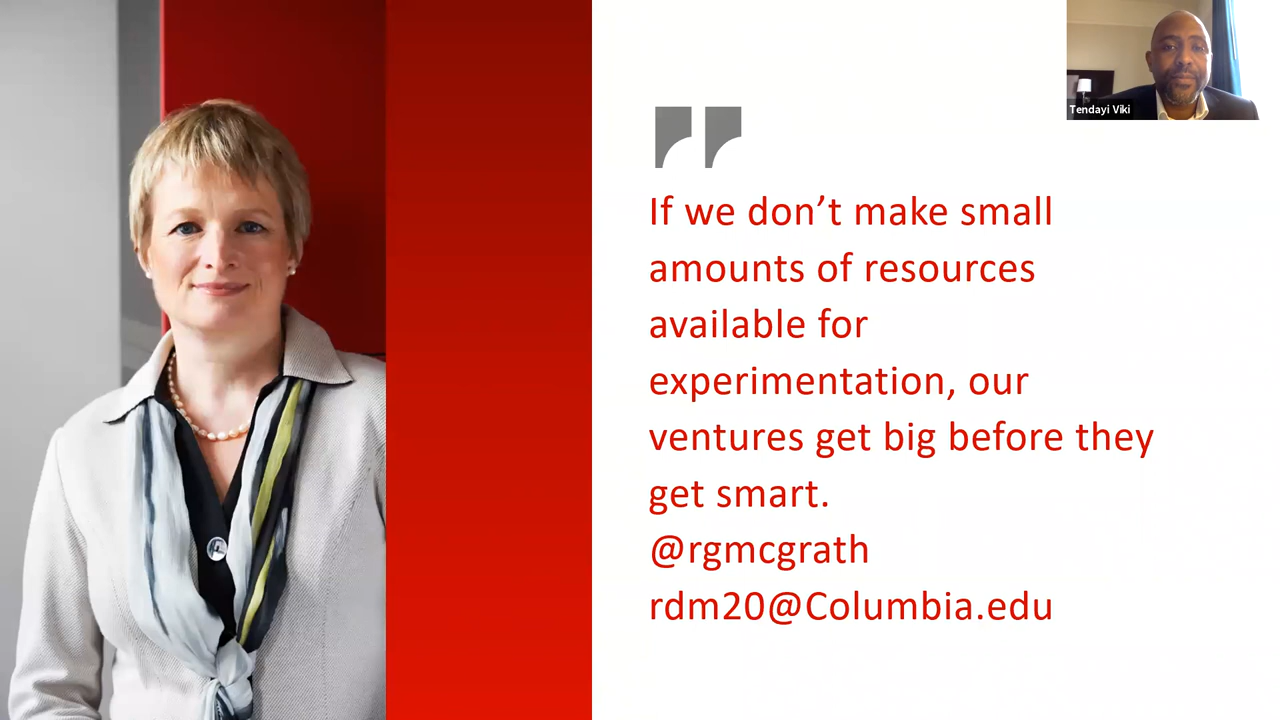 Tendayi Viki
If we don’t make small
amounts of resources
available for
experimentation, our
ventures get big before they
get smart.
@rgmcgrath
rdm20@Columbia.edu